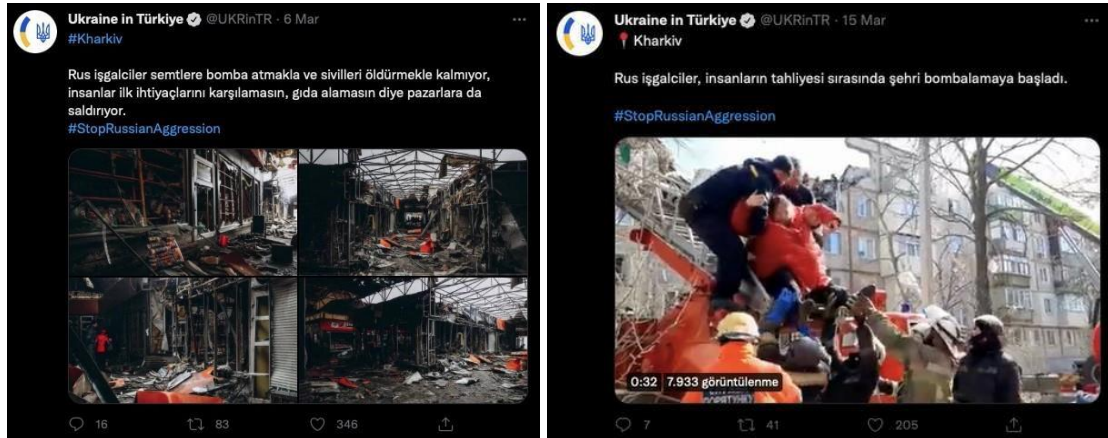 Ukraine in Türkiye @UKRinTR · 6 Mar
#Kharkiv
Rus işgalciler semtlere bomba atmakla ve sivilleri öldürmekle kalmıyor,
insanlar ilk ihtiyaçlarını karşılamasın, gıda alamasın diye pazarlara da
saldırıyor.
#StopRussianAggression
16 83 346
Ukraine in Türkiye @UKRinTR · 15 Mar
Kharkiv
Rus işgalciler, insanların tahliyesi sırasında şehri bombalamaya başladı.
#StopRussianAggression
0:32 7.933 görüntülenme
7 41 205